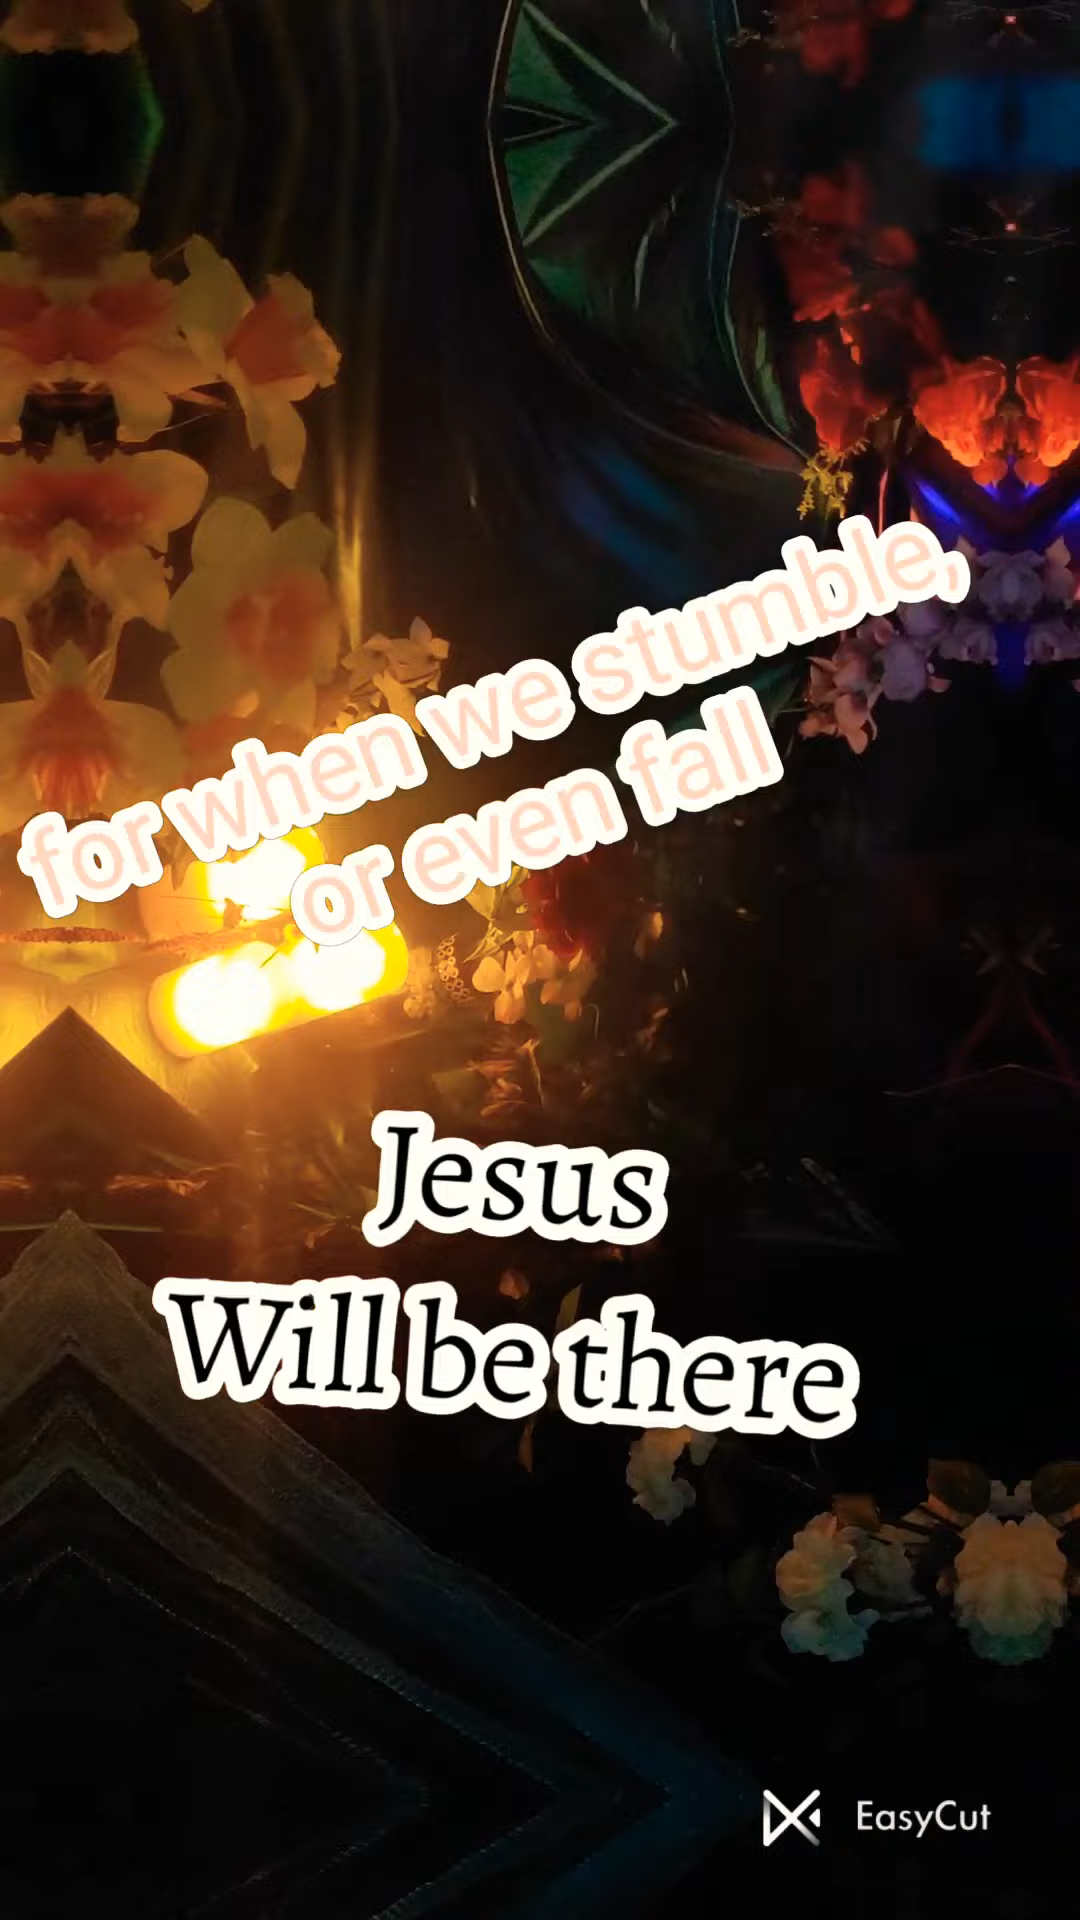 for when we stumble,
or even fall
Jesus
Will be there
EasyCut